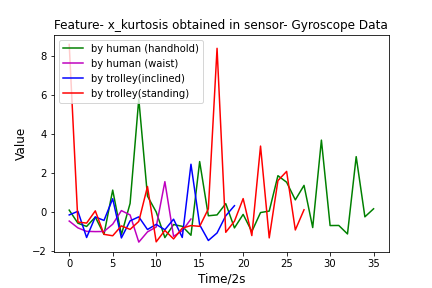 Feature- x_kurtosis obtained in sensor- Gyroscope Data
by human (handhold)
by human (waist)
by trolley(inclined)
by trolley(standing)
8
6
4
2
0
−2
Value
0 5 10 15 20 25 30 35
Time/2s